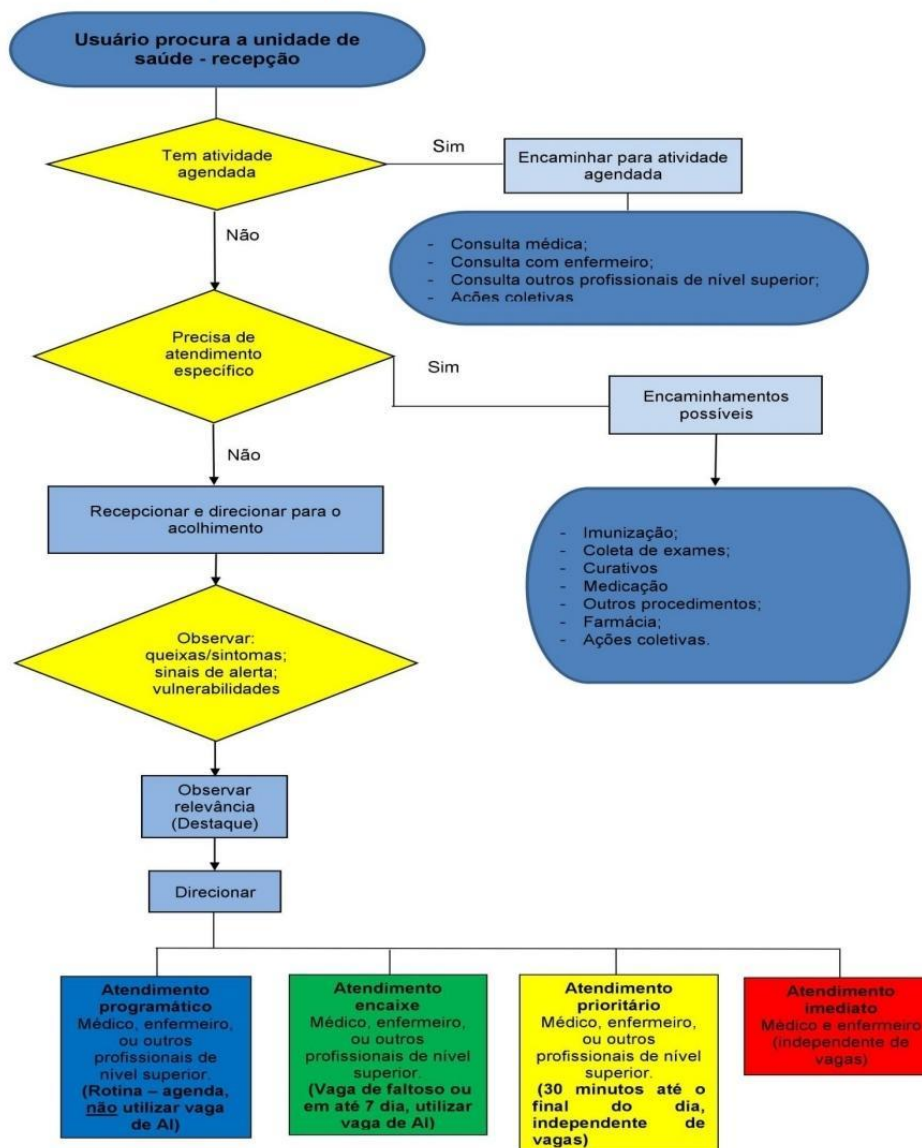 Usuário procura a unidade de
saúde - recepção
Tem atividade
agendada
Sim
Encaminhar para atividade
agendada
Não
- Consulta médica;
- Consulta com enfermeiro;
- Consulta outros profissionais de nível superior;
- Ações coletivas
Precisa de
atendimento
específico
Sim
Encaminhamentos
possíveis
Não
Recepcionar e direcionar para o
acolhimento
- Imunização;
- Coleta de exames;
- Curativos
- Medicação
- Outros procedimentos;
- Farmácia;
- Ações coletivas.
Observar:
queixas/sintomas;
sinais de alerta;
vulnerabilidades
Observar
relevância
(Destaque)
Direcionar
Atendimento
programático
Médico, enfermeiro,
ou outros
profissionais de
nível superior.
(Rotina – agenda,
não utilizar vaga
de AI)
Atendimento
encaixe
Médico, enfermeiro,
ou outros
profissionais de nível
superior.
(Vaga de faltoso ou
em até 7 dia, utilizar
vaga de AI)
Atendimento
prioritário
Médico, enfermeiro,
ou outros
profissionais de nível
superior.
(30 minutos até o
final do dia,
independente de
vagas)
Atendimento
imediato
Médico e enfermeiro
(independente de
vagas)